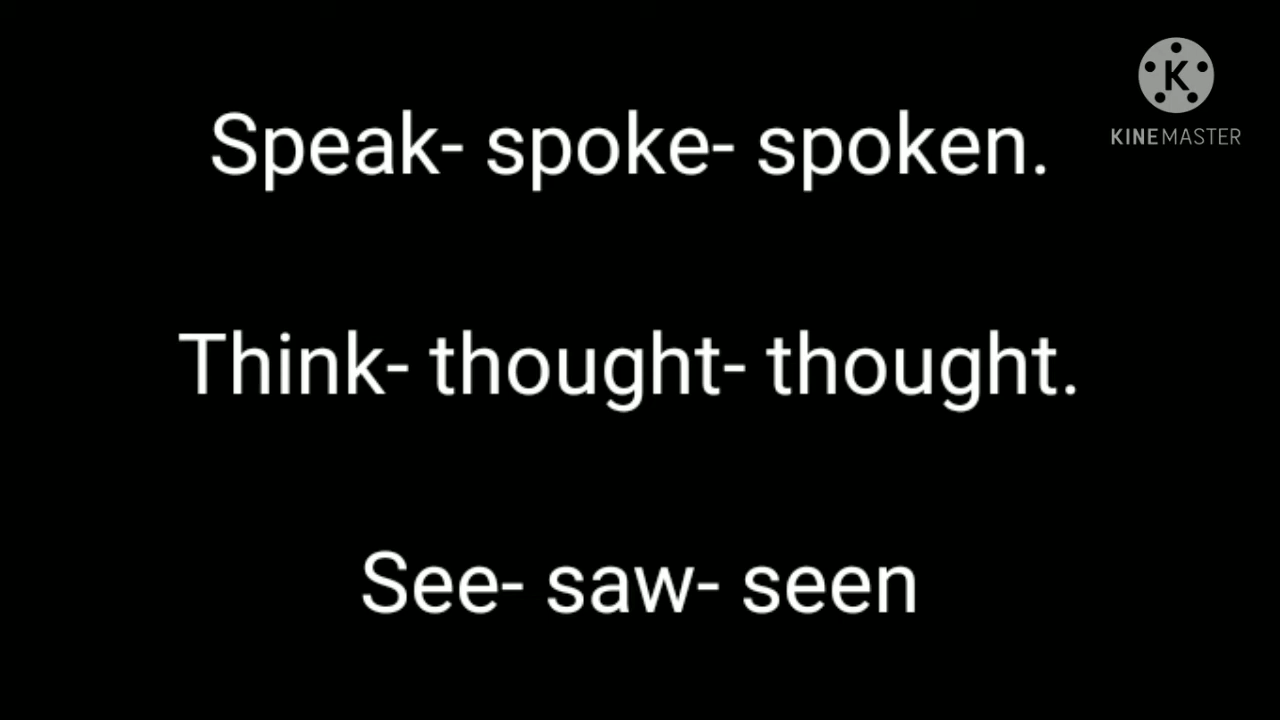 Speak- spoke- spoken.
K
KINEMASTER
Think- thought- thought.
See- saw- seen